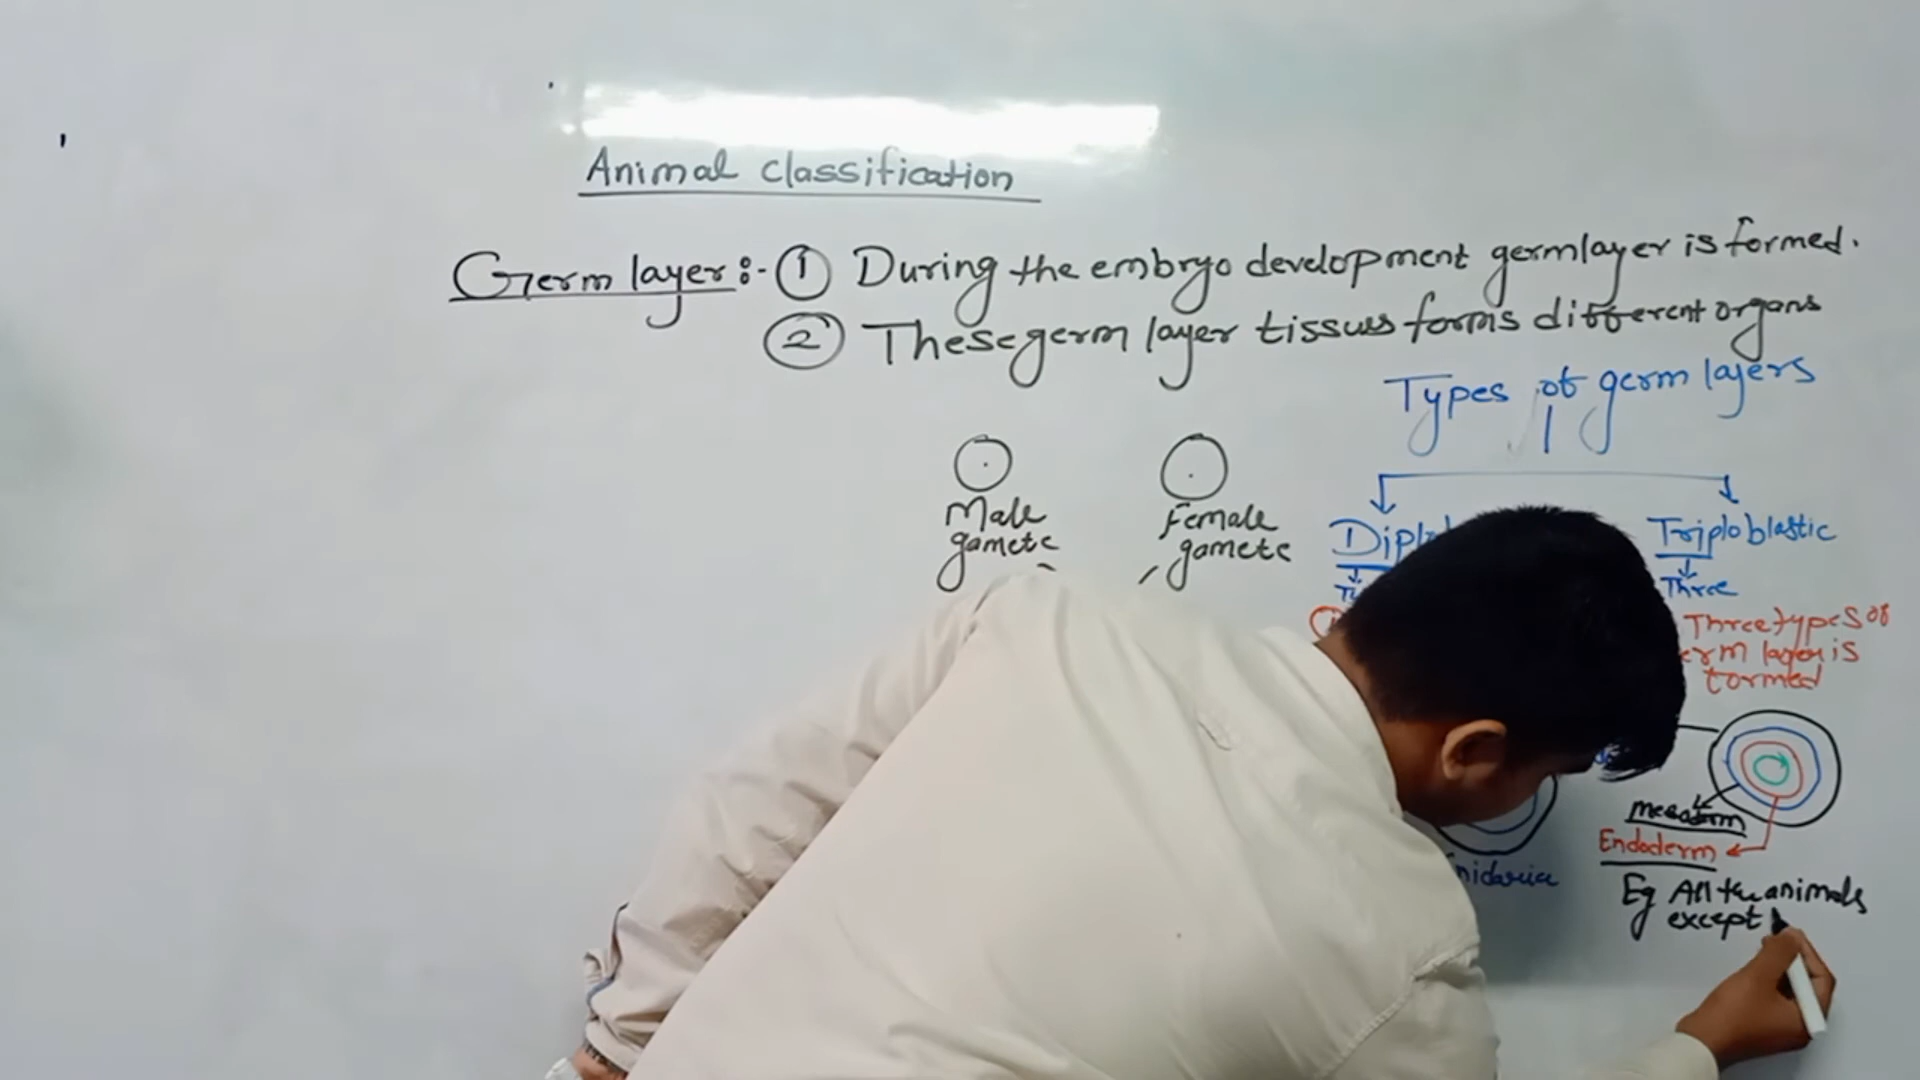 Animal classification
Germ layer :- ① During the embryo development germ layer is formed.
② These germ layer tissues forms different organs
Types of germ layers
Male
gamete
Female
gamete
Triploblastic
Three
Three types of
layer is
formed
mesoderm
Endoderm
Eg All the animals
except